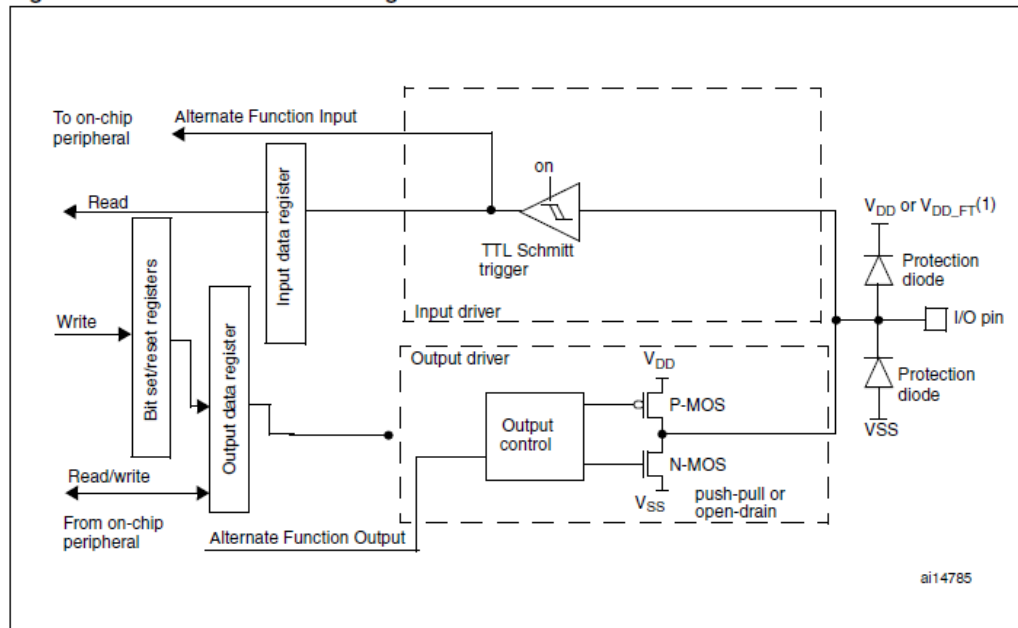 To on-chip
peripheral
Alternate Function Input
on
Read
Input data register
TTL Schmitt
trigger
VDD or VDD_FT(1)
Protection
diode
Bit set/reset registers
Write
Input driver
I/O pin
Output data register
Output driver
VDD
P-MOS
Protection
diode
Output
control
VSS
N-MOS
Read/write
VSS
push-pull or
open-drain
From on-chip
peripheral
Alternate Function Output
ai14785